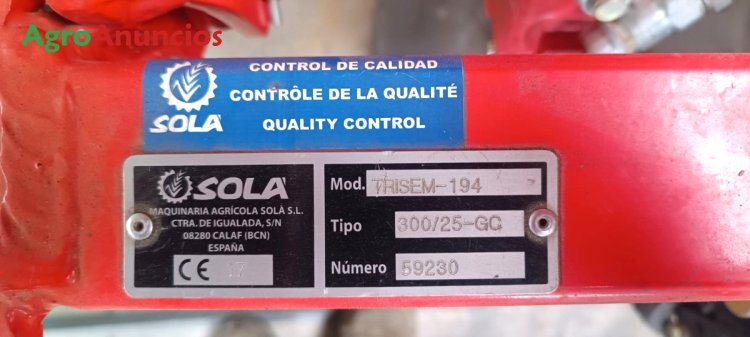 AgroAnuncios
SOLÀ
CONTROL DE CALIDAD
CONTRÔLE DE LA QUALITÉ
QUALITY CONTROL
SOLÀ
MAQUINARIA AGRÍCOLA SOLÀ S.L.
CTRA. DE IGUALADA, S/N
08280 CALAF (BCN)
ESPAÑA
CE 17
Mod. TRISEM-194
Tipo 300/25-GC
Número 59230